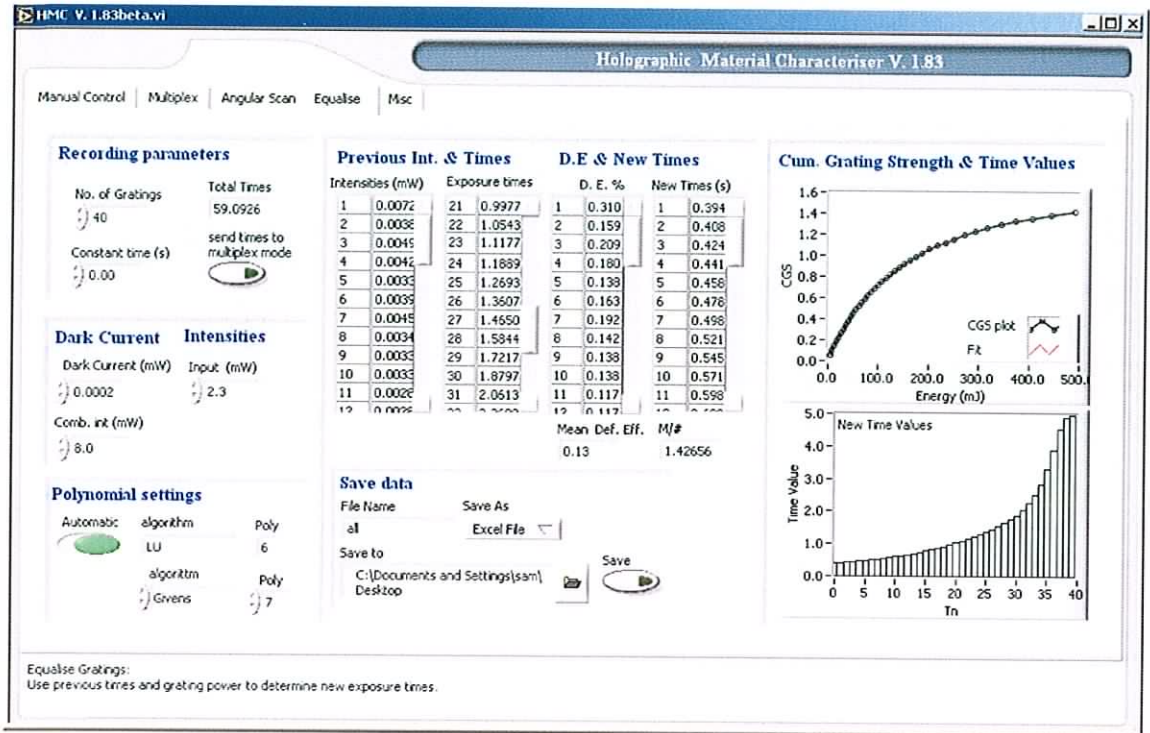 HMC V. 1.83beta.vi
Holographic Material Characteriser V. 1.83
Manual Control Multiplex Angular Scan Equalise Misc
Recording parameters
No. of Gratings
40
Total Times
59.0926
Constant time (s)
0.00
send times to
multiplex mode
Dark Current
Dark Current (mW)
0.0002
Intensities
Input (mW)
2.3
Comb. int (mW)
8.0
Polynomial settings
Automatic
algorithm
LU
Poly
6
algorittm
Givens
Poly
7
Previous Int. & Times
Intensities (mW) Exposure times
1 0.0072 21 0.9977
2 0.0038 22 1.0543
3 0.0049 23 1.1177
4 0.0042 24 1.1889
5 0.0033 25 1.2693
6 0.0039 26 1.3607
7 0.0045 27 1.4650
8 0.0034 28 1.5844
9 0.0033 29 1.7217
10 0.0033 30 1.8797
11 0.0028 31 2.0613
D.E & New Times
D. E. % New Times (s)
1 0.310 1 0.394
2 0.159 2 0.408
3 0.209 3 0.424
4 0.180 4 0.441
5 0.138 5 0.458
6 0.163 6 0.478
7 0.192 7 0.498
8 0.142 8 0.521
9 0.138 9 0.545
10 0.138 10 0.571
11 0.117 11 0.598
12 0.117
Mean Def. Eff. M/#
0.13 1.42656
Save data
File Name
all
Save As
Excel File
Save to
C:\Documents and Settings\sam\
Desktop
Save
Cum. Grating Strength & Time Values
CGS
1.6
1.4
1.2
1.0
0.8
0.6
0.4
0.2
0.0
CGS plot
Fit
0.0 100.0 200.0 300.0 400.0 500.
Energy (mJ)
New Time Values
Time Value
5.0
4.0
3.0
2.0
1.0
0.0
0 5 10 15 20 25 30 35 40
Tn
Equalise Gratings:
Use previous times and grating power to determine new exposure times.